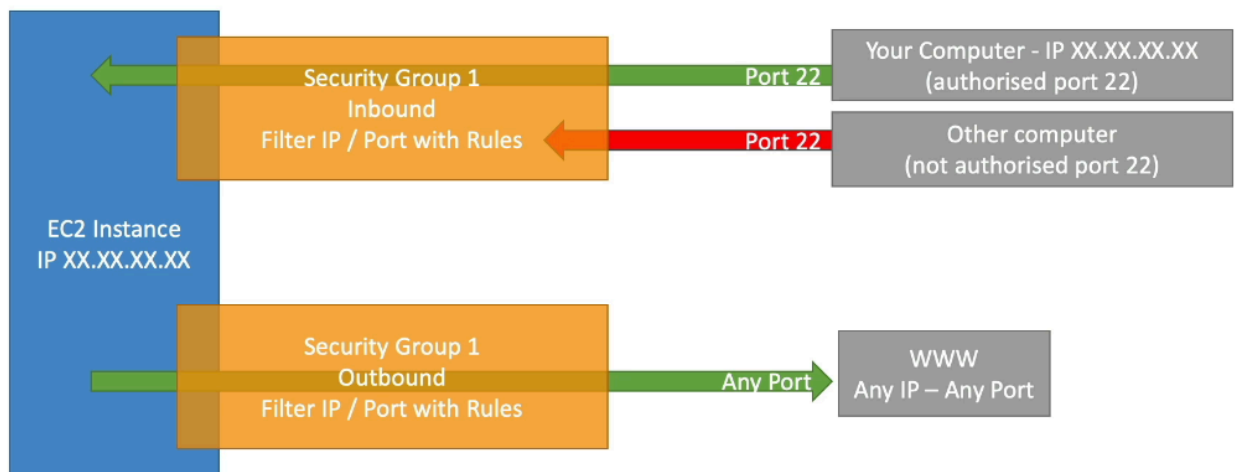 Security Group 1
Inbound
Filter IP / Port with Rules
Port 22
Your Computer - IP XX.XX.XX.XX
(authorised port 22)
Port 22
Other computer
(not authorised port 22)
EC2 Instance
IP XX.XX.XX.XX
Security Group 1
Outbound
Filter IP / Port with Rules
Any Port
WWW
Any IP – Any Port